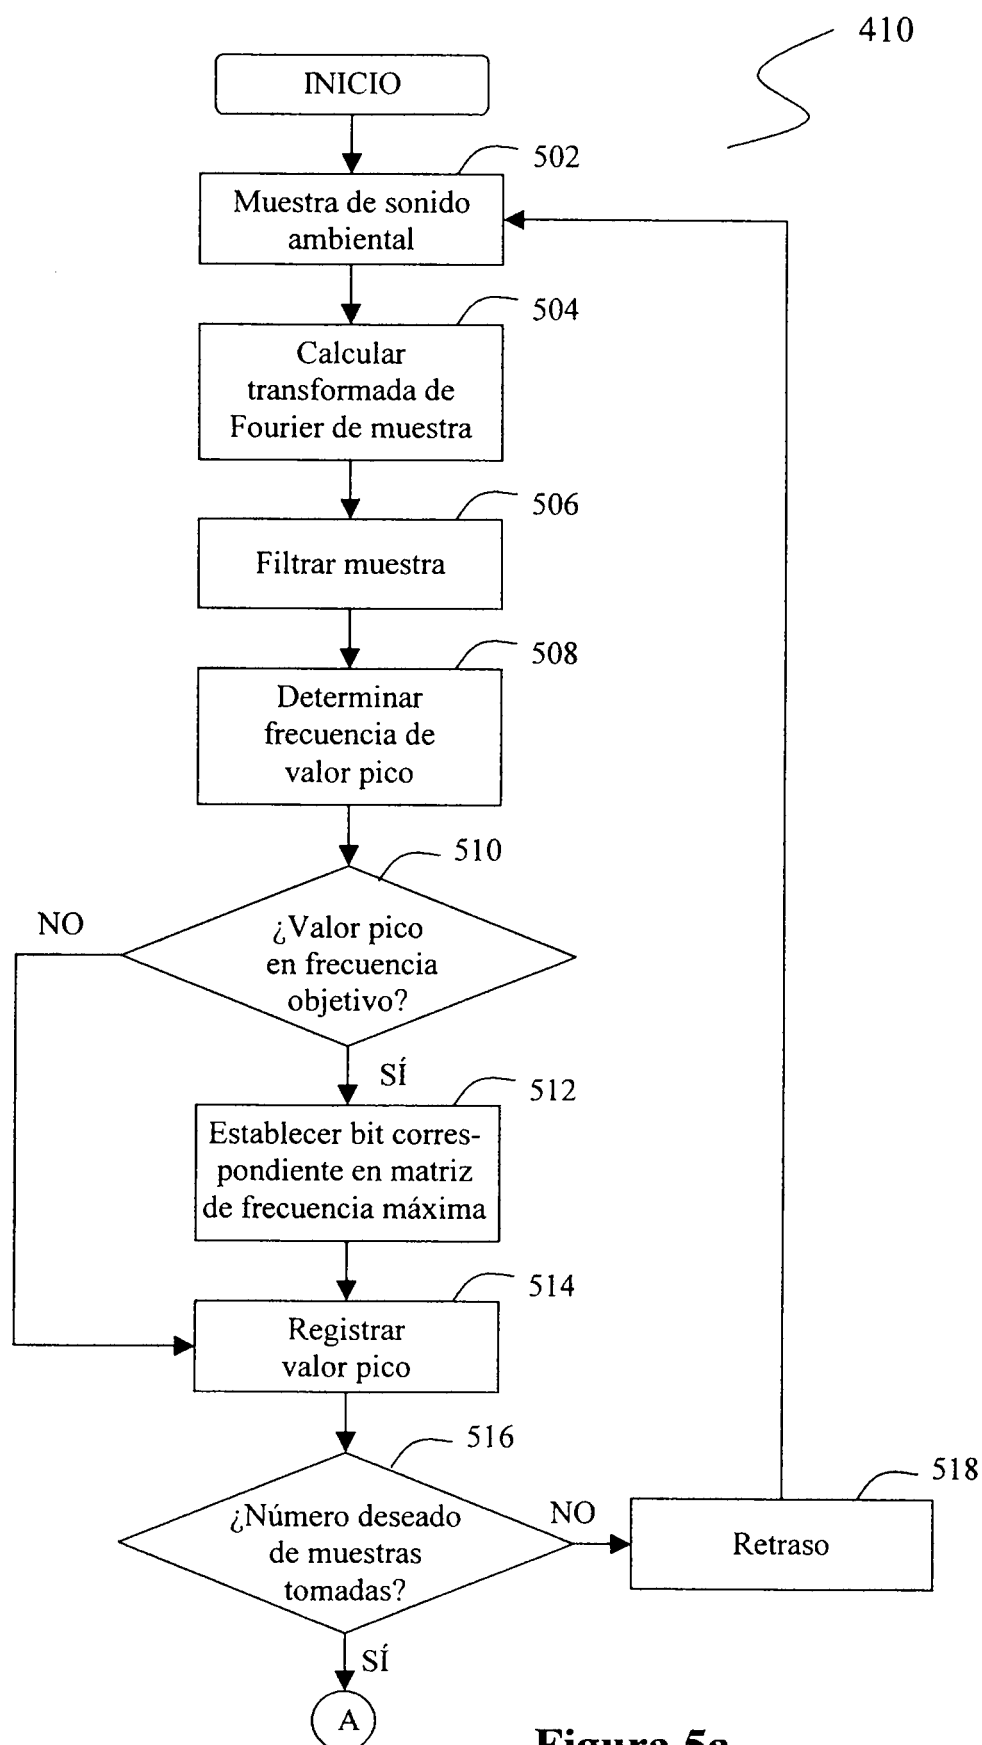 410
INICIO
502
Muestra de sonido
ambiental
504
Calcular
transformada de
Fourier de muestra
506
Filtrar muestra
508
Determinar
frecuencia de
valor pico
510
NO
¿Valor pico
en frecuencia
objetivo?
SÍ
512
Establecer bit corres-
pondiente en matriz
de frecuencia máxima
514
Registrar
valor pico
516
¿Número deseado
de muestras
tomadas?
NO
518
Retraso
SÍ
A
Figura 5a